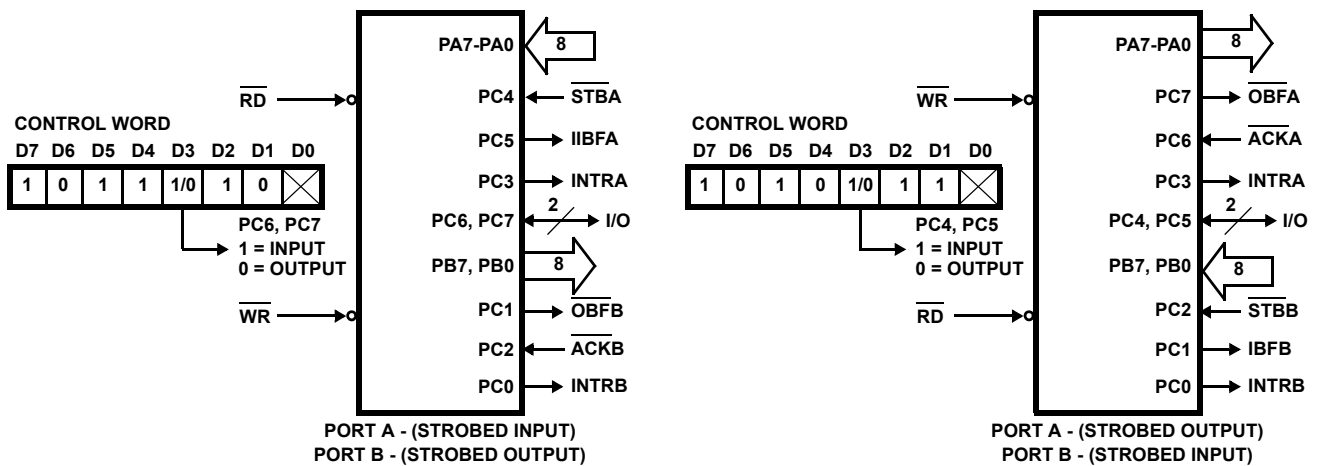 PA7-PA0 8
RD
PC4 STBA
CONTROL WORD
PC5 IIBFA
D7 D6 D5 D4 D3 D2 D1 D0
1 0 1 1 1/0 1 0
PC3 INTRA
PC6, PC7 2 I/O
PC6, PC7
1 = INPUT
0 = OUTPUT
PB7, PB0 8
WR
PC1 OBFB
PC2 ACKB
PC0 INTRB
PORT A - (STROBED INPUT)
PORT B - (STROBED OUTPUT)
PA7-PA0 8
WR
PC7 OBFA
CONTROL WORD
PC6 ACKA
D7 D6 D5 D4 D3 D2 D1 D0
1 0 1 0 1/0 1 1
PC3 INTRA
PC4, PC5 2 I/O
PC4, PC5
1 = INPUT
0 = OUTPUT
PB7, PB0 8
RD
PC2 STBB
PC1 IBFB
PC0 INTRB
PORT A - (STROBED OUTPUT)
PORT B - (STROBED INPUT)